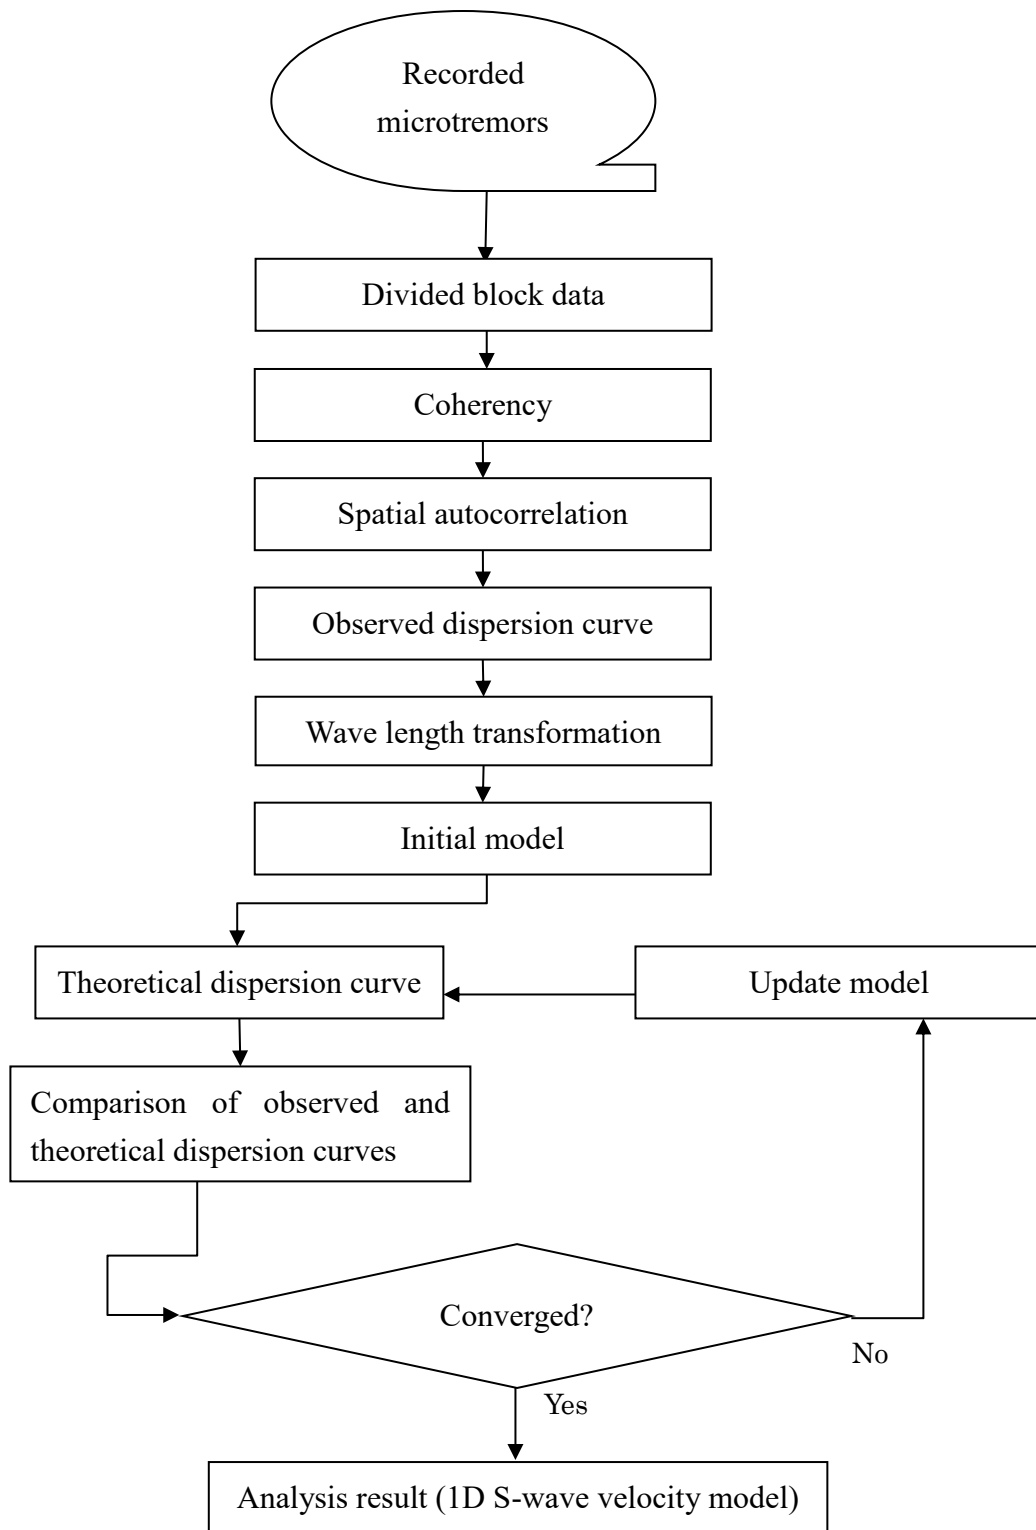 Recorded
microtremors
Divided block data
Coherency
Spatial autocorrelation
Observed dispersion curve
Wave length transformation
Initial model
Theoretical dispersion curve
Update model
Comparison of observed and
theoretical dispersion curves
Converged?
No
Yes
Analysis result (1D S-wave velocity model)